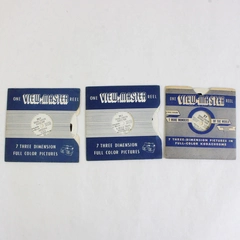 ONE VIEW-MASTER REEL
7 THREE DIMENSION
FULL COLOR PICTURES
ONE VIEW-MASTER REEL
7 THREE DIMENSION
FULL COLOR PICTURES
ONE VIEW-MASTER REEL
7 THREE-DIMENSION PICTURES IN
FULL-COLOR KODACHROME